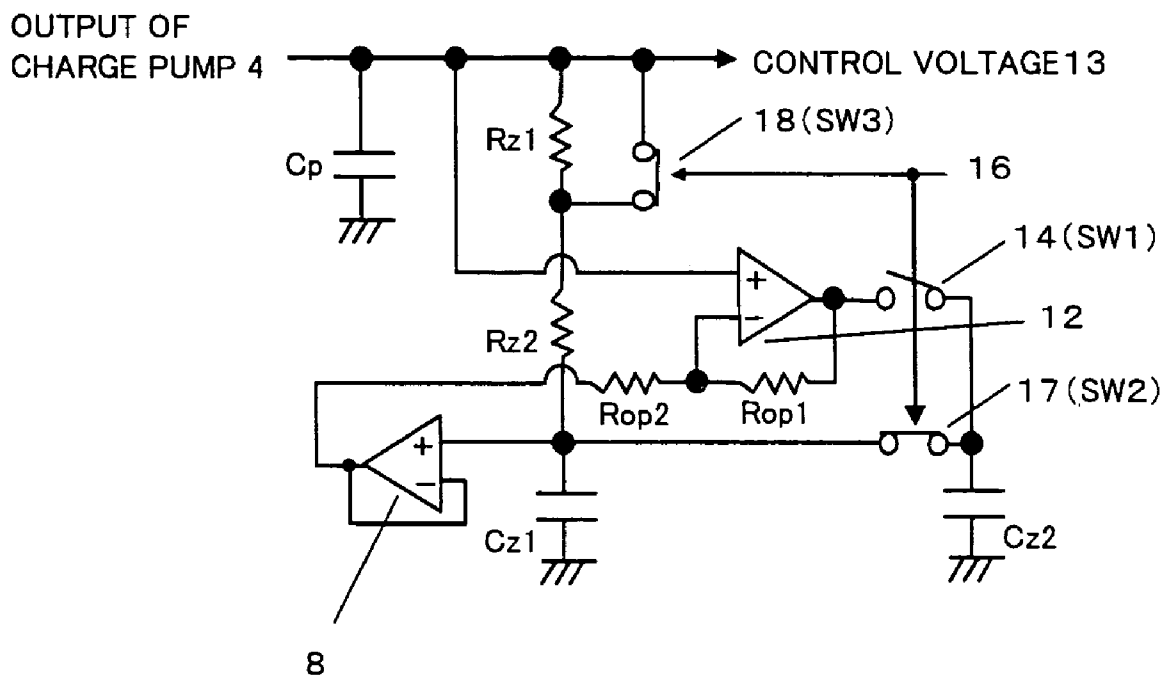 OUTPUT OF
CHARGE PUMP 4
CONTROL VOLTAGE13
Rz1
18(SW3)
Cp
16
14(SW1)
+
−
12
Rz2
17(SW2)
Rop2
Rop1
+
−
Cz1
Cz2
8